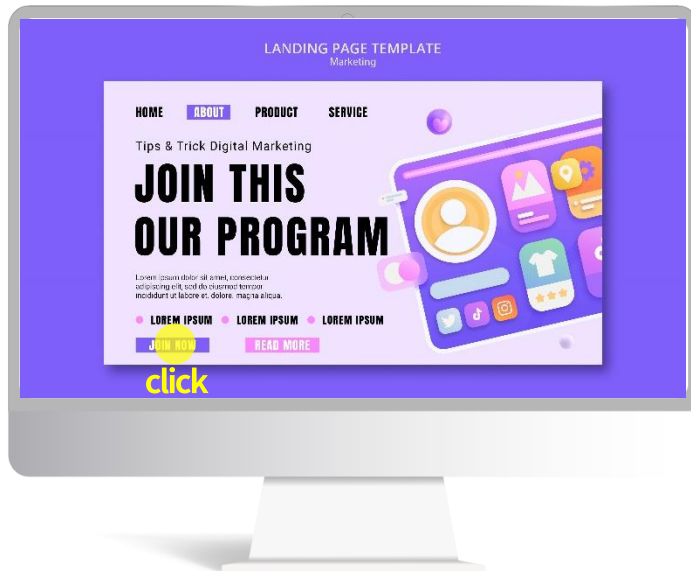 LANDING PAGE TEMPLATE
Marketing
HOME ABOUT PRODUCT SERVICE
Tips & Trick Digital Marketing
JOIN THIS
OUR PROGRAM
Lorem ipsum dolor sit amet, consectetur
adipiscing elit, sed do eiusmod tempor
incididunt ut labore et. dolore. magna aliqua.
LOREM IPSUM LOREM IPSUM LOREM IPSUM
JOIN NOW READ MORE
click